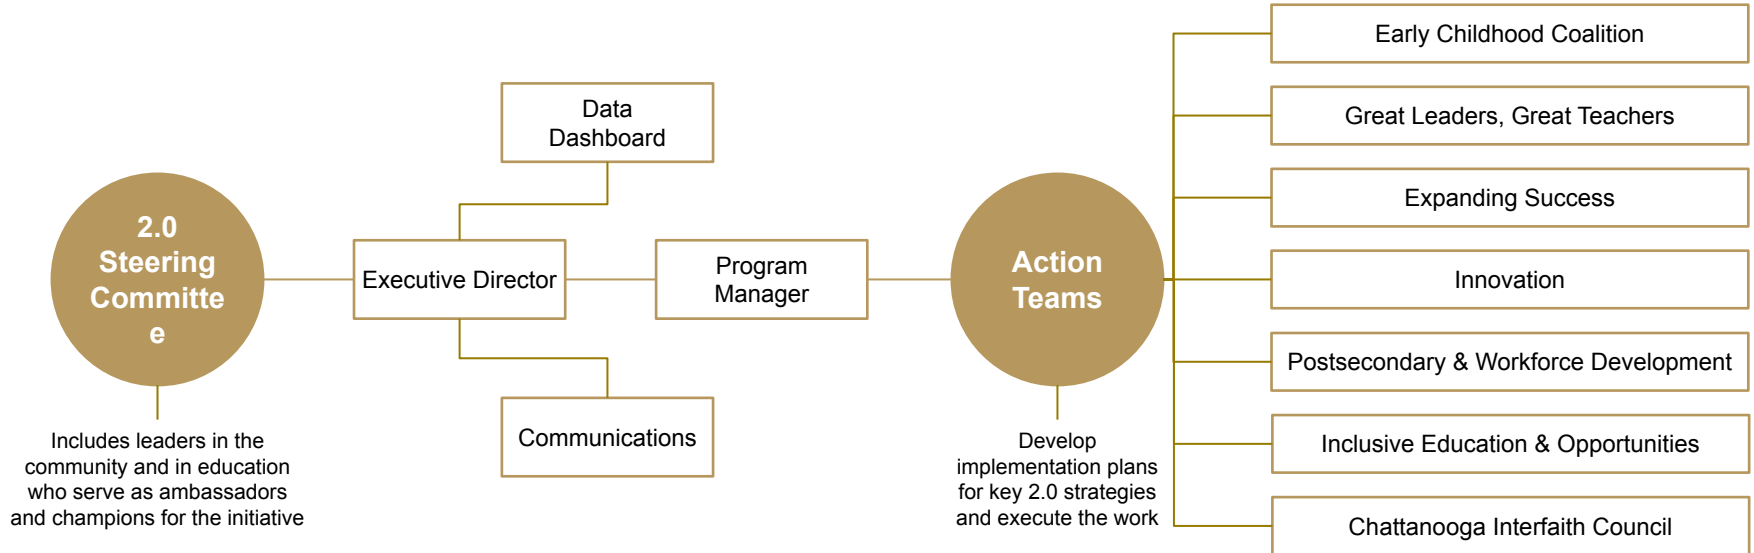 2.0
Steering
Committe
e
Includes leaders in the
community and in education
who serve as ambassadors
and champions for the initiative
Data
Dashboard
Executive Director
Communications
Program
Manager
Action
Teams
Develop
implementation plans
for key 2.0 strategies
and execute the work
Early Childhood Coalition
Great Leaders, Great Teachers
Expanding Success
Innovation
Postsecondary & Workforce Development
Inclusive Education & Opportunities
Chattanooga Interfaith Council